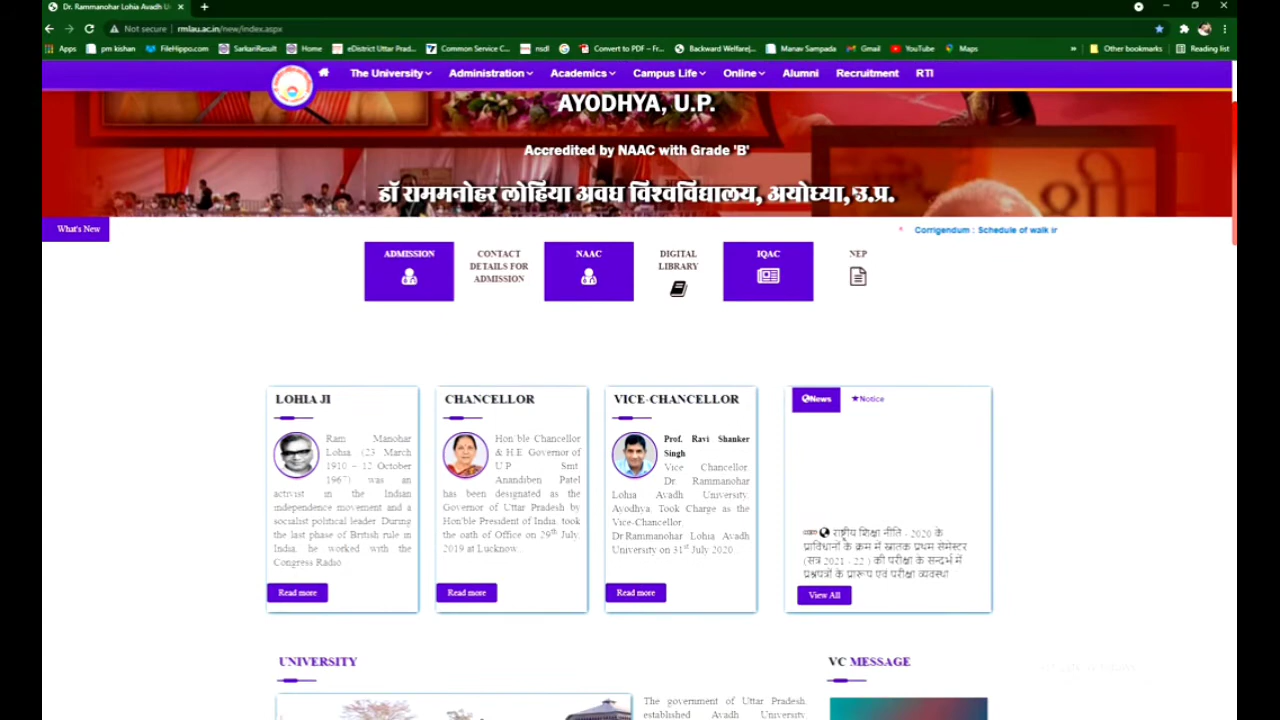 Dr. Rammanohar Lohia Avadh U
Not secure | rmlau.ac.in/new/index.aspx
Apps pm kishan FileHippo.com SarkariResult Home eDistrict Uttar Prad... Common Service C... nsdl Convert to PDF – Fr... Backward Welfare|... Manav Sampada Gmail YouTube Maps » Other bookmarks Reading list
The University Administration Academics Campus Life Online Alumni Recruitment RTI
AYODHYA, U.P.
Accredited by NAAC with Grade 'B'
डॉ राममनोहर लोहिया अवध विश्वविद्यालय, अयोध्या,उ.प्र.
What's New
* Corrigendum : Schedule of walk ir
ADMISSION
CONTACT
DETAILS FOR
ADMISSION
NAAC
DIGITAL
LIBRARY
IQAC
NEP
LOHIA JI
Ram Manohar
Lohia, (23 March
1910 – 12 October
1967) was an
activist in the Indian
independence movement and a
socialist political leader. During
the last phase of British rule in
India, he worked with the
Congress Radio
Read more
CHANCELLOR
Hon'ble Chancellor
& H.E. Governor of
U.P. Smt.
Anandiben Patel
has been designated as the
Governor of Uttar Pradesh by
Hon'ble President of India, took
the oath of Office on 29th July,
2019 at Lucknow...
Read more
VICE-CHANCELLOR
Prof. Ravi Shanker
Singh
Vice Chancellor,
Dr. Rammanohar
Lohia Avadh University,
Ayodhya. Took Charge as the
Vice-Chancellor
Dr.Rammanohar Lohia Avadh
University on 31st July 2020.
Read more
News Notice
राष्ट्रीय शिक्षा नीति - 2020 के
प्राविधानों के क्रम में स्नातक प्रथम सेमेस्टर
(सत्र 2021 - 22 ) की परीक्षा के सन्दर्भ में
प्रश्नपत्रों के प्रारूप एवं परीक्षा व्यवस्था
View All
UNIVERSITY
The government of Uttar Pradesh
established Avadh University,
VC MESSAGE